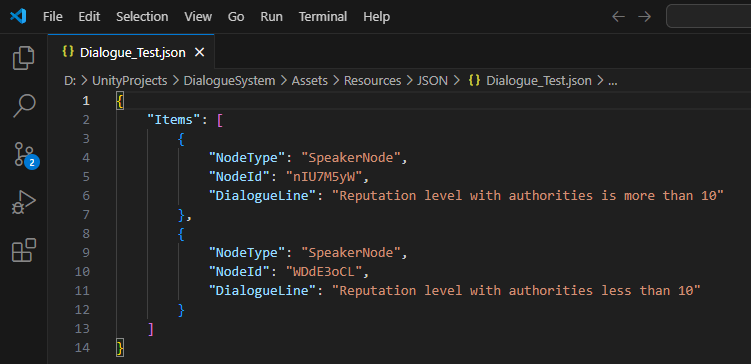 File Edit Selection View Go Run Terminal Help
{} Dialogue_Test.json ×
D: > UnityProjects > DialogueSystem > Assets > Resources > JSON > {} Dialogue_Test.json > ...
1 {
2 "Items": [
3 {
4 "NodeType": "SpeakerNode",
5 "NodeId": "nIU7M5yW",
6 "DialogueLine": "Reputation level with authorities is more than 10"
7 },
8 {
9 "NodeType": "SpeakerNode",
10 "NodeId": "WDdE3oCL",
11 "DialogueLine": "Reputation level with authorities less than 10"
12 }
13 ]
14 }
2